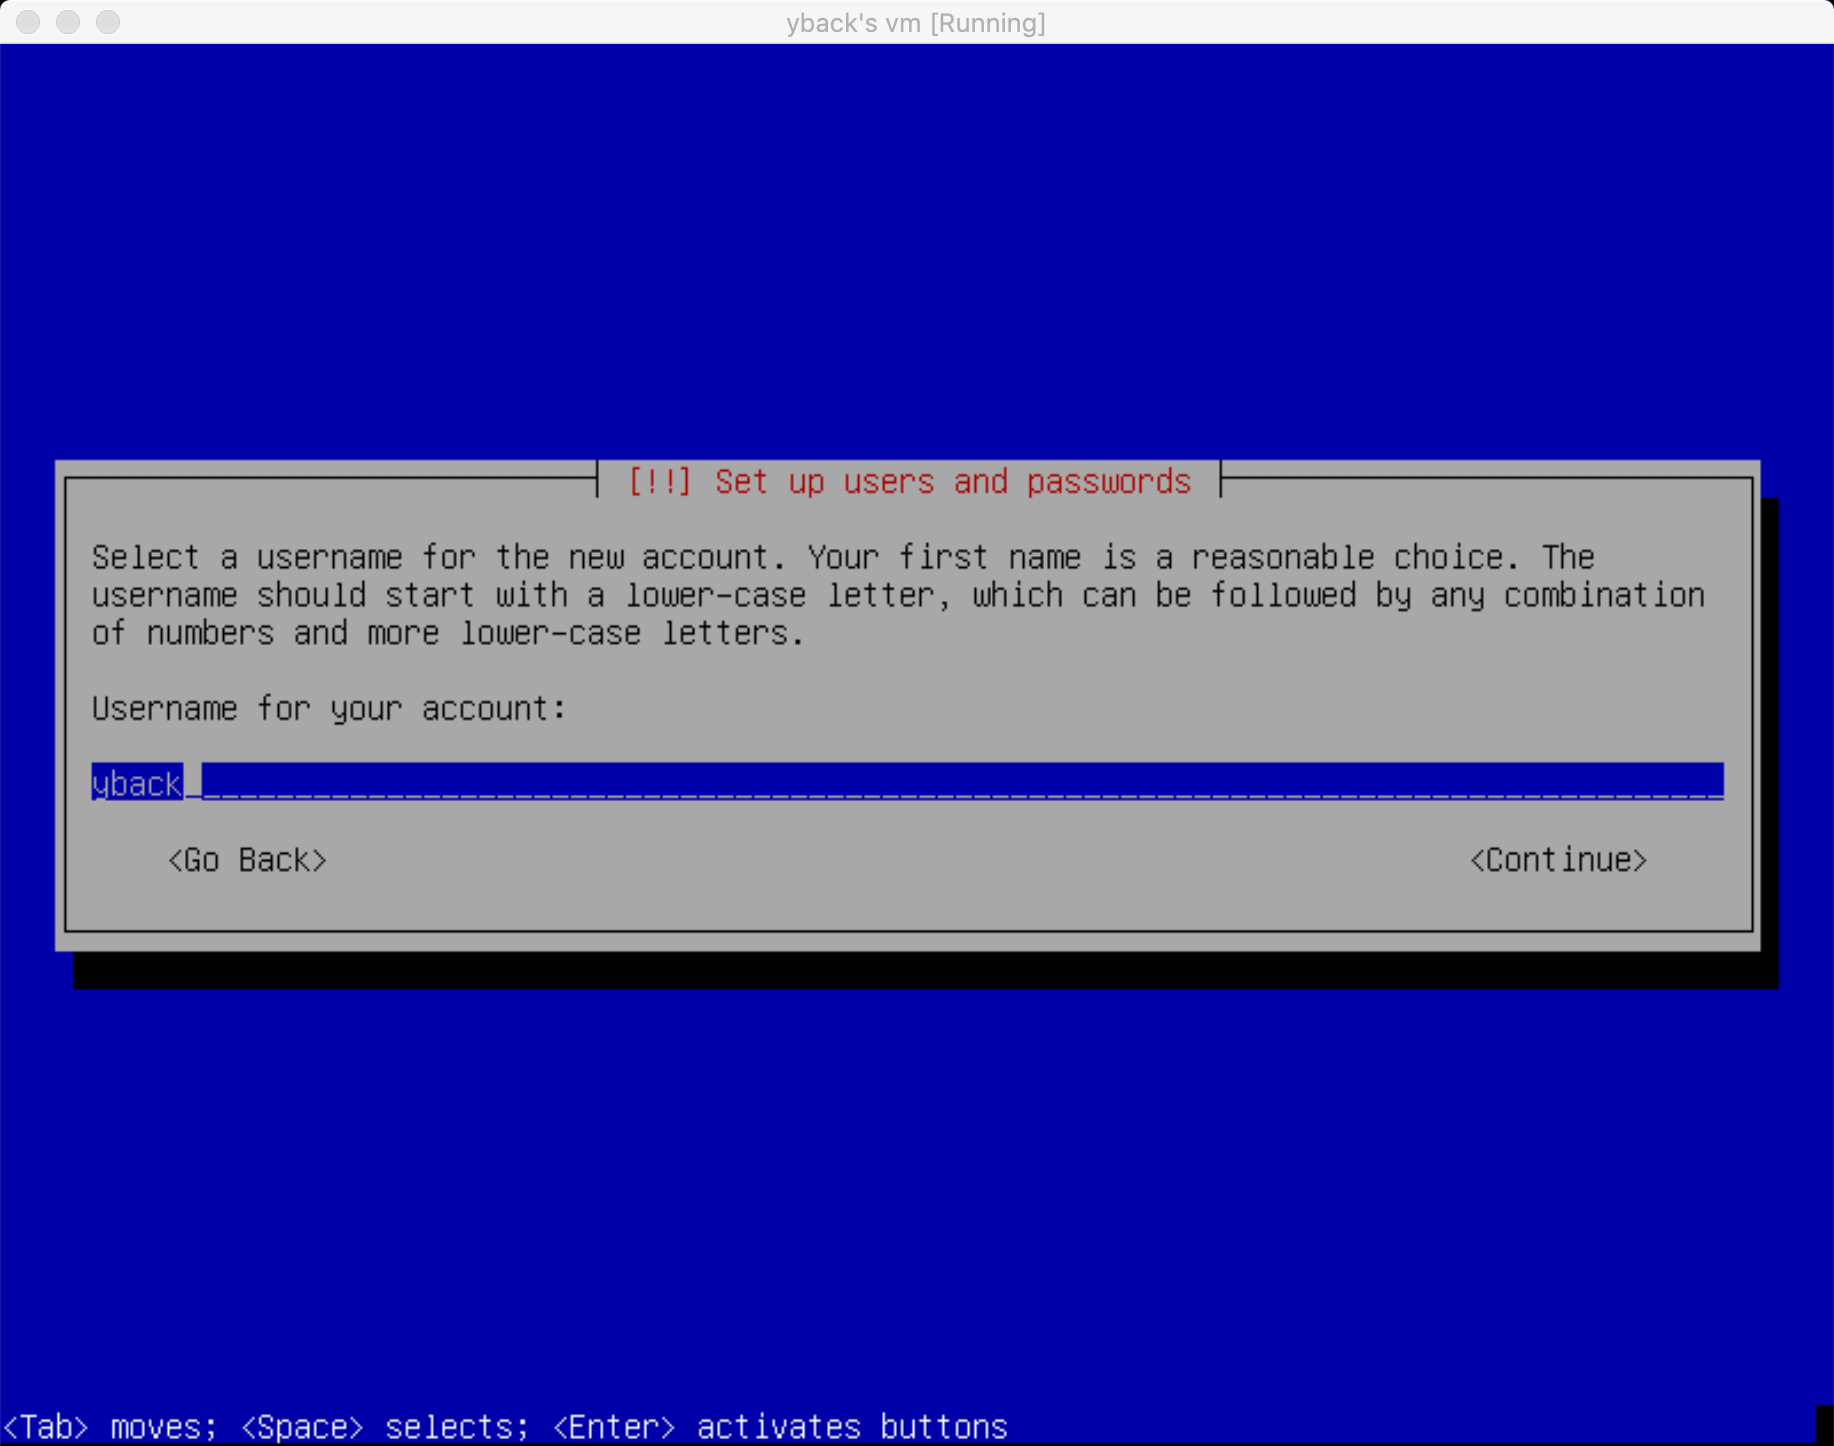 yback's vm [Running]
[!!] Set up users and passwords
Select a username for the new account. Your first name is a reasonable choice. The
username should start with a lower-case letter, which can be followed by any combination
of numbers and more lower-case letters.
Username for your account:
yback
<Go Back> <Continue>
<Tab> moves; <Space> selects; <Enter> activates buttons